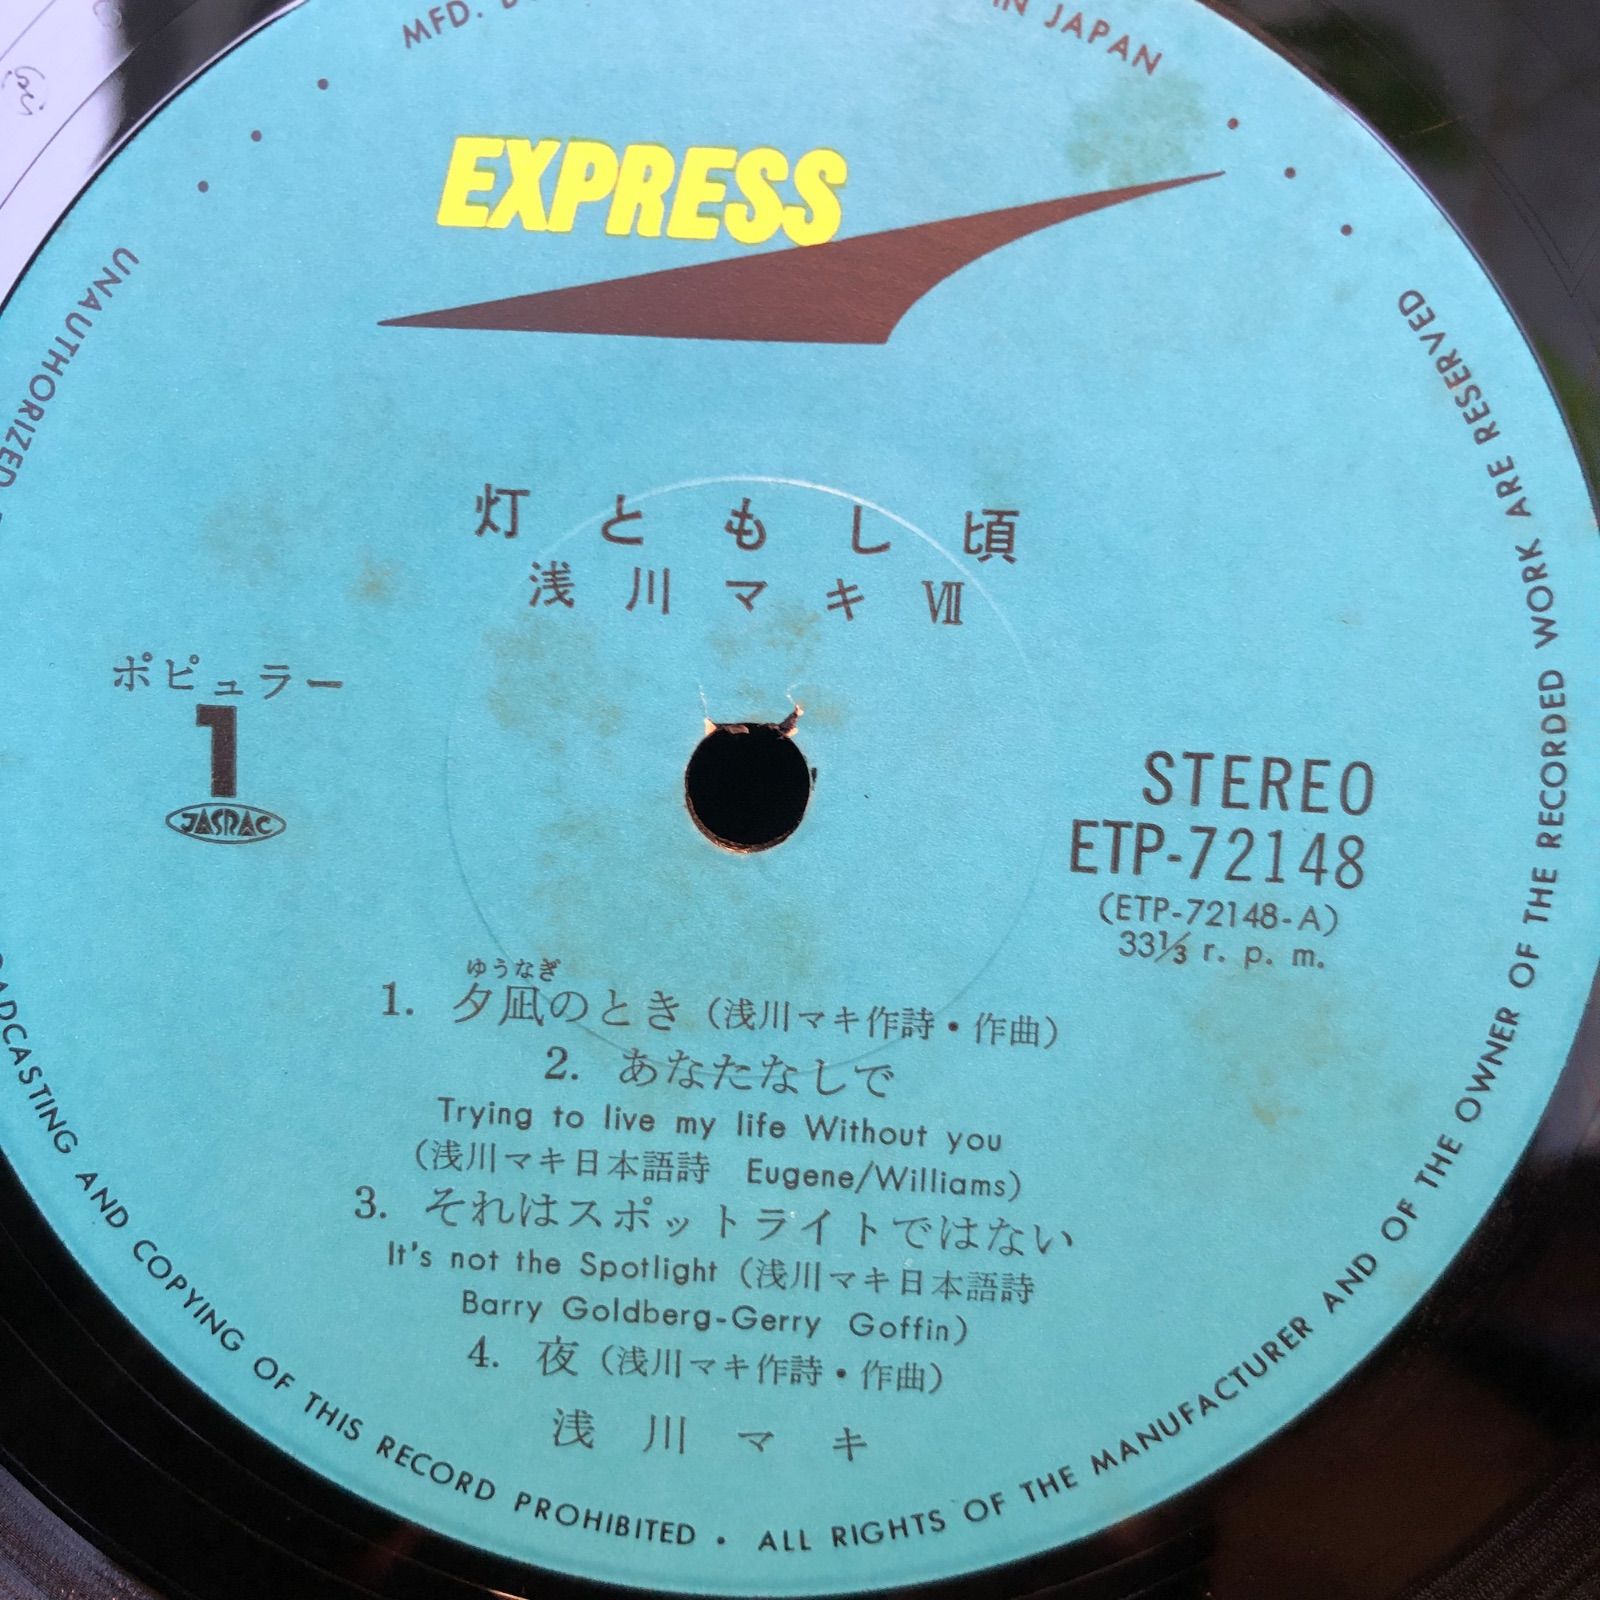 MFD.
IN JAPAN
EXPRESS
灯ともし頃
浅川マキⅦ
ポピュラー
1
JASRAC
STEREO
ETP-72148
(ETP-72148-A)
33⅓ r. p. m.
ゆうなぎ
1. 夕凪のとき（浅川マキ作詩・作曲）
2. あなたなしで
Trying to live my life Without you
（浅川マキ日本語詩 Eugene/Williams）
3. それはスポットライトではない
It's not the Spotlight（浅川マキ日本語詩
Barry Goldberg-Gerry Goffin）
4. 夜（浅川マキ作詩・作曲）
浅川マキ
UNAUTHORIZED
ADCASTING AND COPYING OF THIS RECORD PROHIBITED • ALL RIGHTS OF THE MANUFACTURER AND OF THE OWNER OF THE RECORDED WORK ARE RESERVED